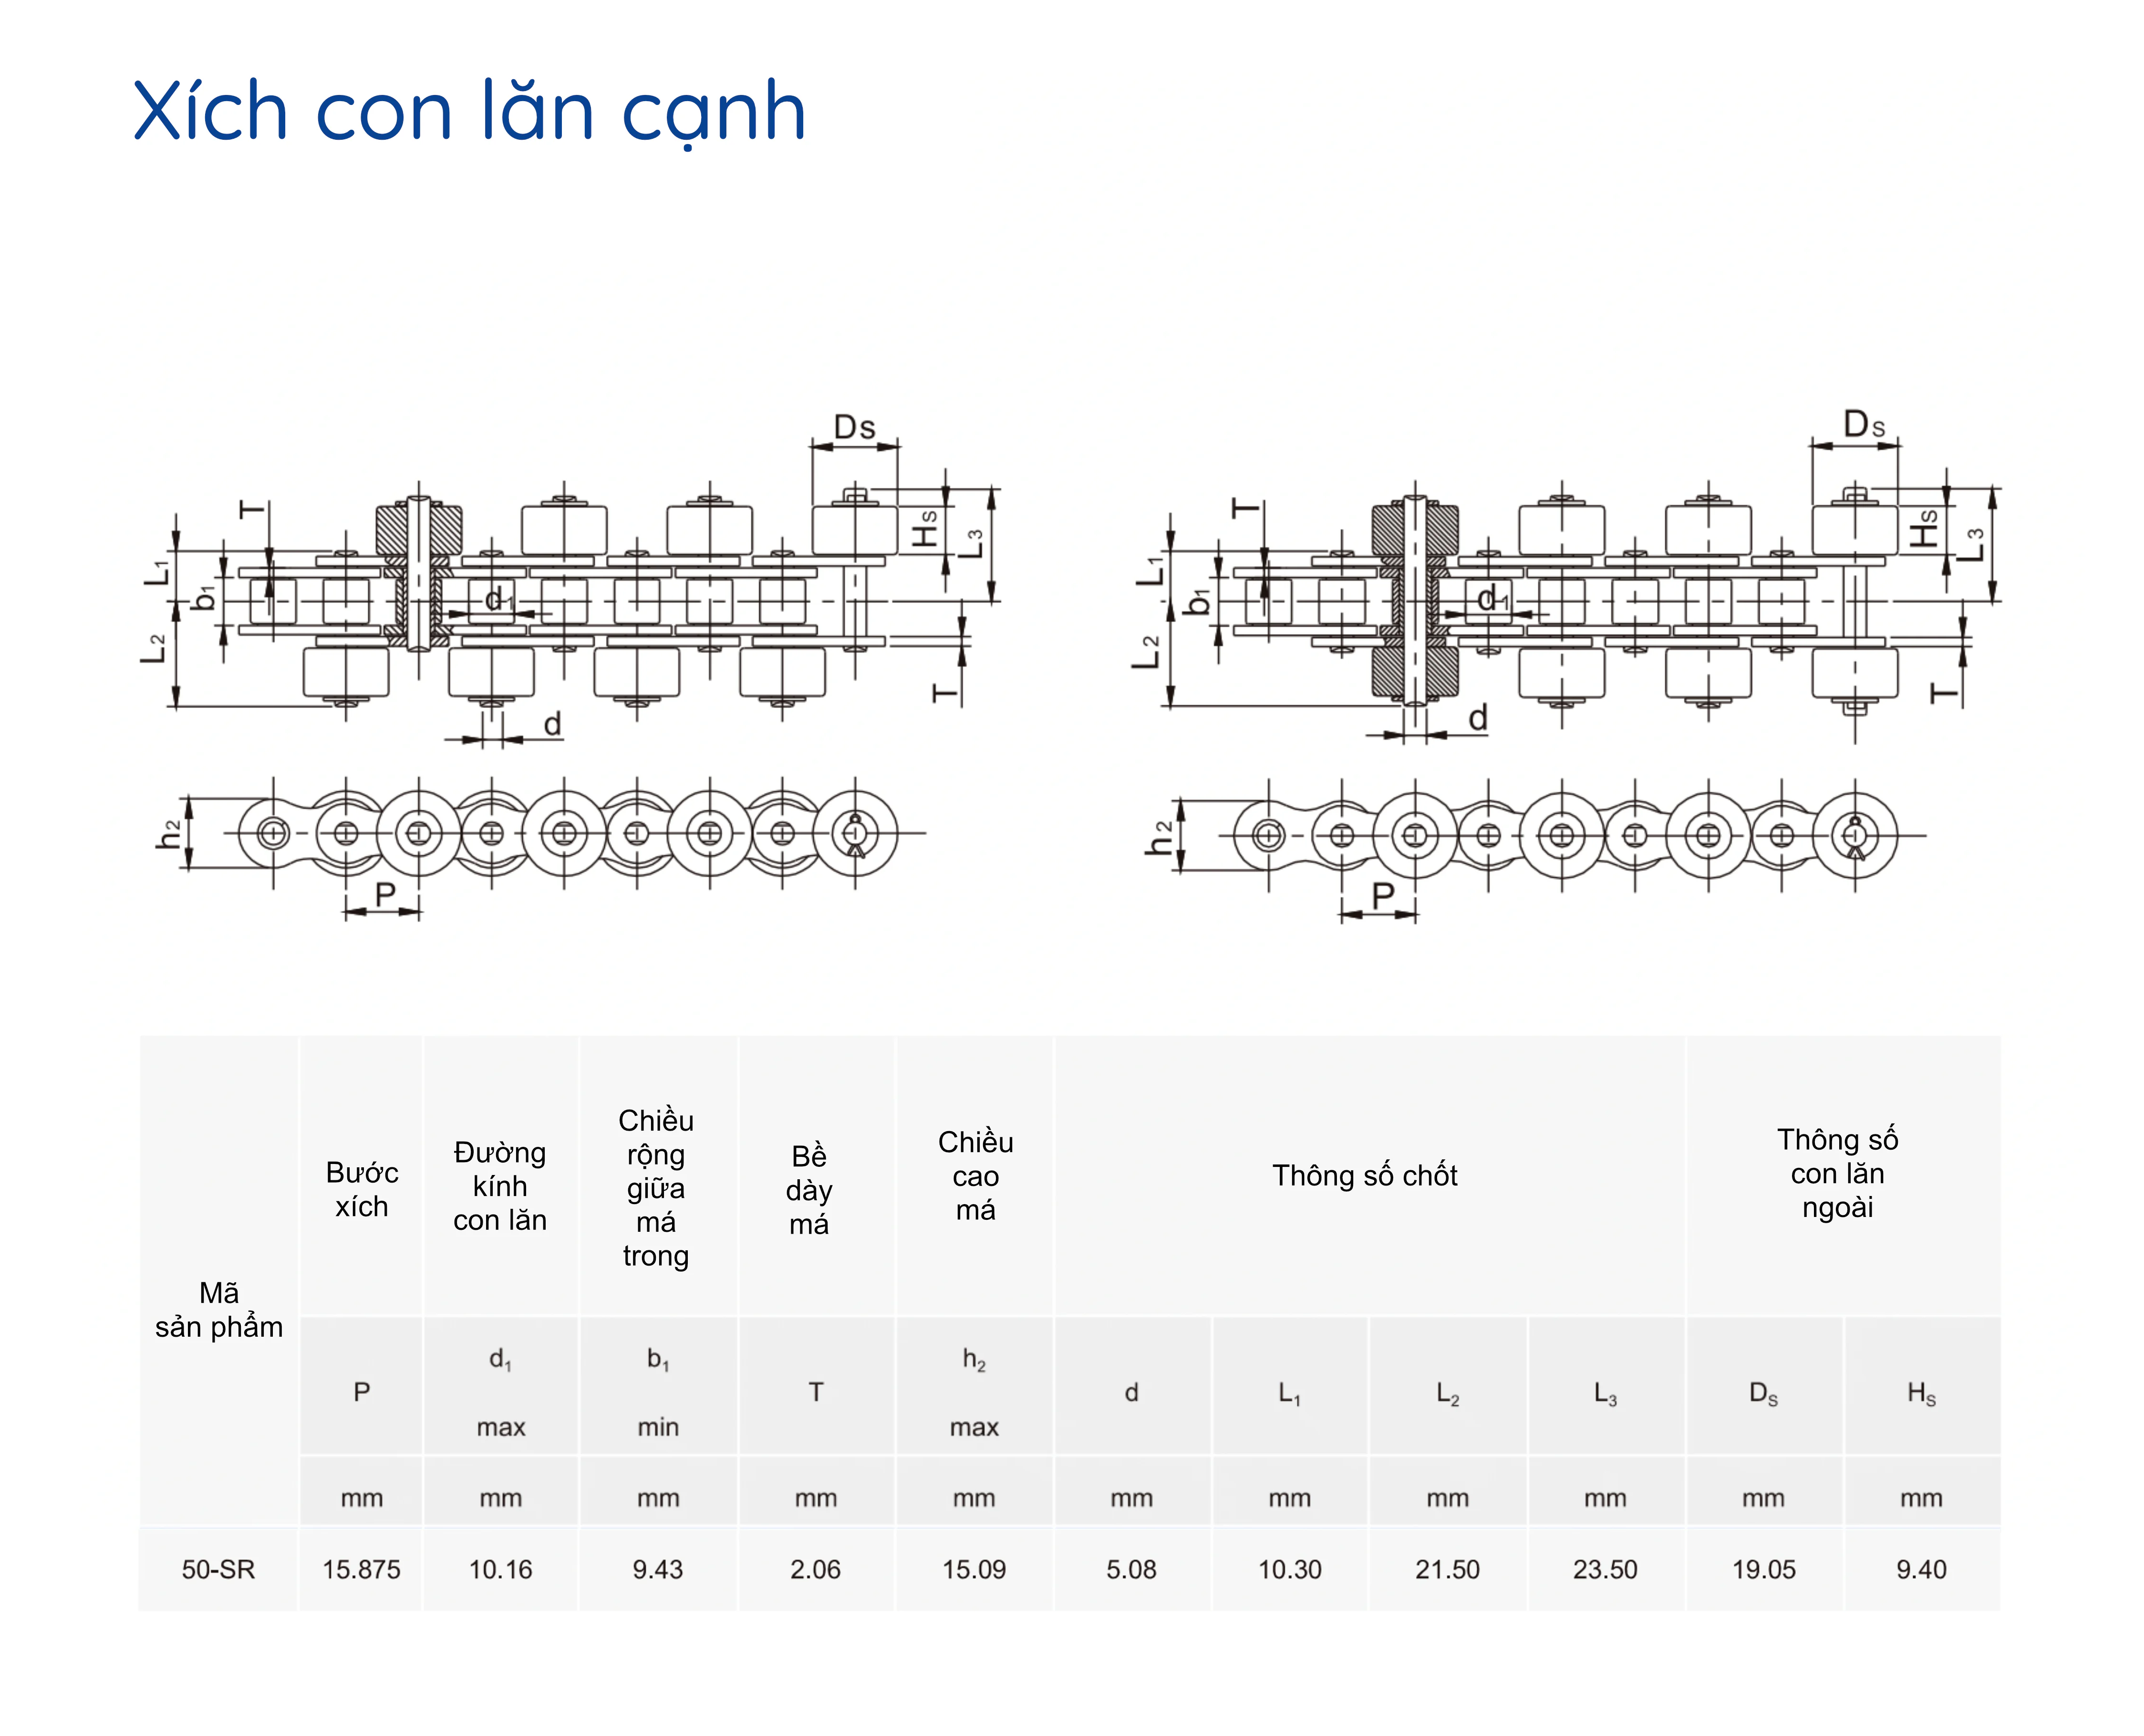 Xích con lăn cạnh
Ds
T
Hs
L3
L1
b1
d1
L2
T
d
h2
P
Ds
T
Hs
L3
L1
b1
d1
L2
T
d
h2
P
Mã
sản phẩm
Bước
xích
Đường
kính
con lăn
Chiều
rộng
giữa
má
trong
Bề
dày
má
Chiều
cao
má
Thông số chốt
Thông số
con lăn
ngoài
P
d1
max
b1
min
T
h2
max
d
L1
L2
L3
DS
HS
mm mm mm mm mm mm mm mm mm mm mm
50-SR 15.875 10.16 9.43 2.06 15.09 5.08 10.30 21.50 23.50 19.05 9.40